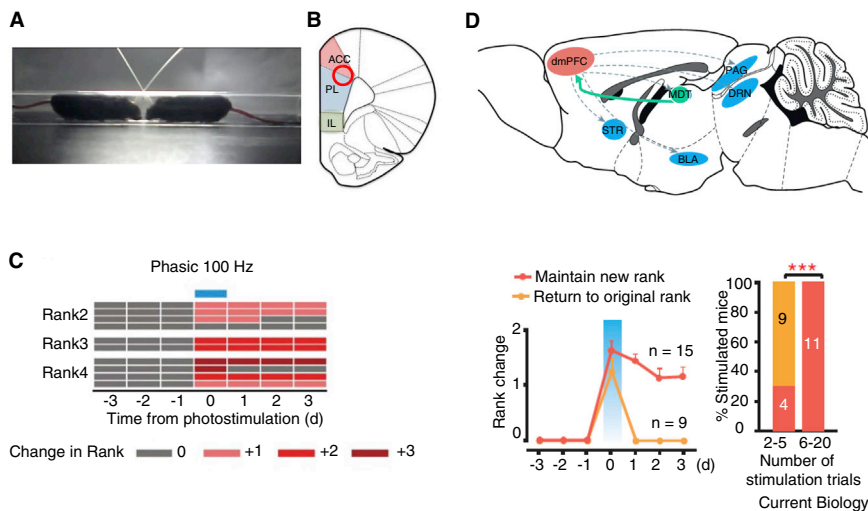 A
B
ACC
PL
IL
D
dmPFC
PAG
MDT
DRN
STR
BLA
C
Phasic 100 Hz
Rank2
Rank3
Rank4
-3 -2 -1 0 1 2 3
Time from photostimulation (d)
Change in Rank 0 +1 +2 +3
Maintain new rank
Return to original rank
Rank change
2
1
0
n = 15
n = 9
-3 -2 -1 0 1 2 3 (d)
***
% Stimulated mice
100
80
60
40
20
0
9
4
11
2-5 6-20
Number of
stimulation trials
Current Biology